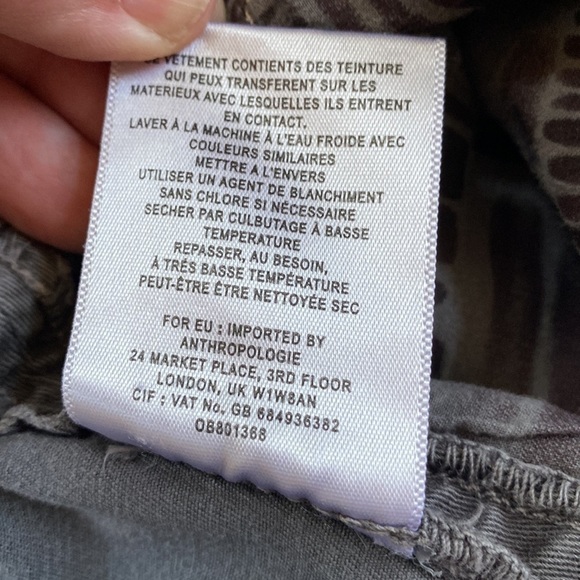 VETEMENT CONTIENTS DES TEINTURE
QUI PEUX TRANSFERENT SUR LES
MATERIEUX AVEC LESQUELLES IL ENTRENT
EN CONTACT.
LAVER À LA MACHINE À L'EAU FROIDE AVEC
COULEURS SIMILAIRES
METTRE A L'ENVERS
UTILISER UN AGENT DE BLANCHIMENT
SANS CHLORE SI NÉCESSAIRE
SECHER PAR CULBUTAGE À BASSE
TEMPERATURE
REPASSER, AU BESOIN,
À TRÉS BASSE TEMPÉRATURE
PEUT-ÊTRE ÊTRE NETTOYÉE SEC
FOR EU : IMPORTED BY
ANTHROPOLOGIE
24 MARKET PLACE, 3RD FLOOR
LONDON, UK W1W8AN
CIF : VAT No. GB 684936382
OB801368